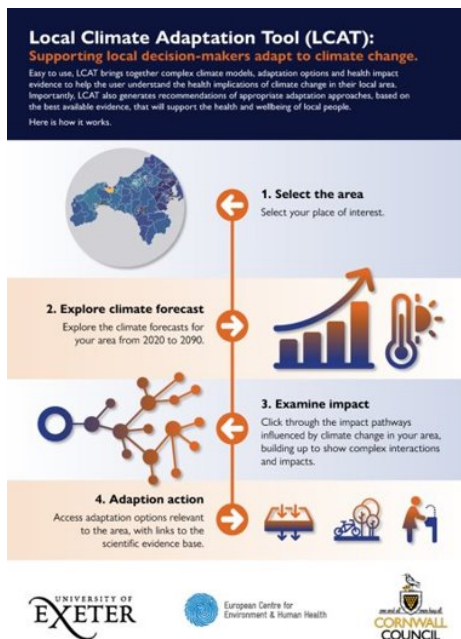 Local Climate Adaptation Tool (LCAT):
Supporting local decision-makers adapt to climate change.
Easy to use, LCAT brings together complex climate models, adaptation options and health impact
evidence to help the user understand the health implications of climate change in their local area.
Importantly, LCAT also generates recommendations of appropriate adaptation approaches, based on
the best available evidence, that will support the health and wellbeing of local people.
Here is how it works.
1. Select the area
Select your place of interest.
2. Explore climate forecast
Explore the climate forecasts for
your area from 2020 to 2090.
3. Examine impact
Click through the impact pathways
influenced by climate change in your area,
building up to show complex interactions
and impacts.
4. Adaption action
Access adaptation options relevant
to the area, with links to the
scientific evidence base.
UNIVERSITY OF
EXETER
European Centre for
Environment & Human Health
CORNWALL
COUNCIL